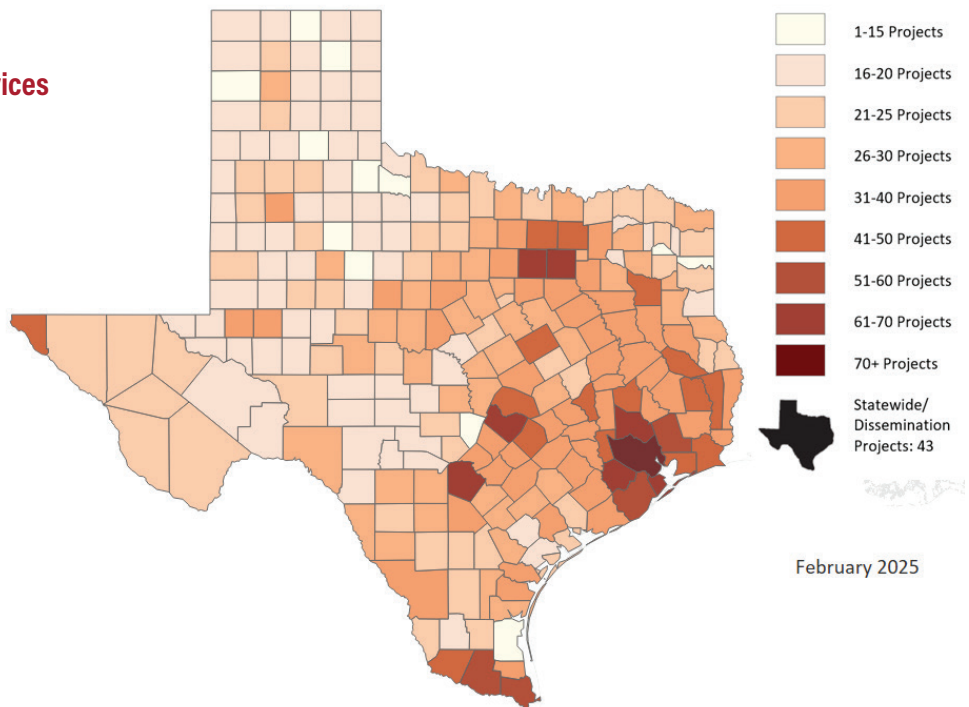 ices
1-15 Projects
16-20 Projects
21-25 Projects
26-30 Projects
31-40 Projects
41-50 Projects
51-60 Projects
61-70 Projects
70+ Projects
Statewide/
Dissemination
Projects: 43
February 2025